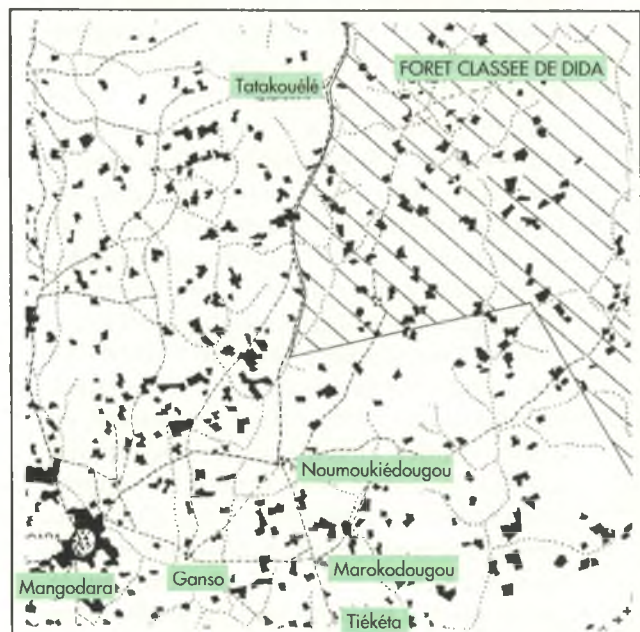 FORET CLASSEE DE DIDA
Tatakouélé
Noumoukiédougou
Mangodara
Ganso
Marokodougou
Tiékéta